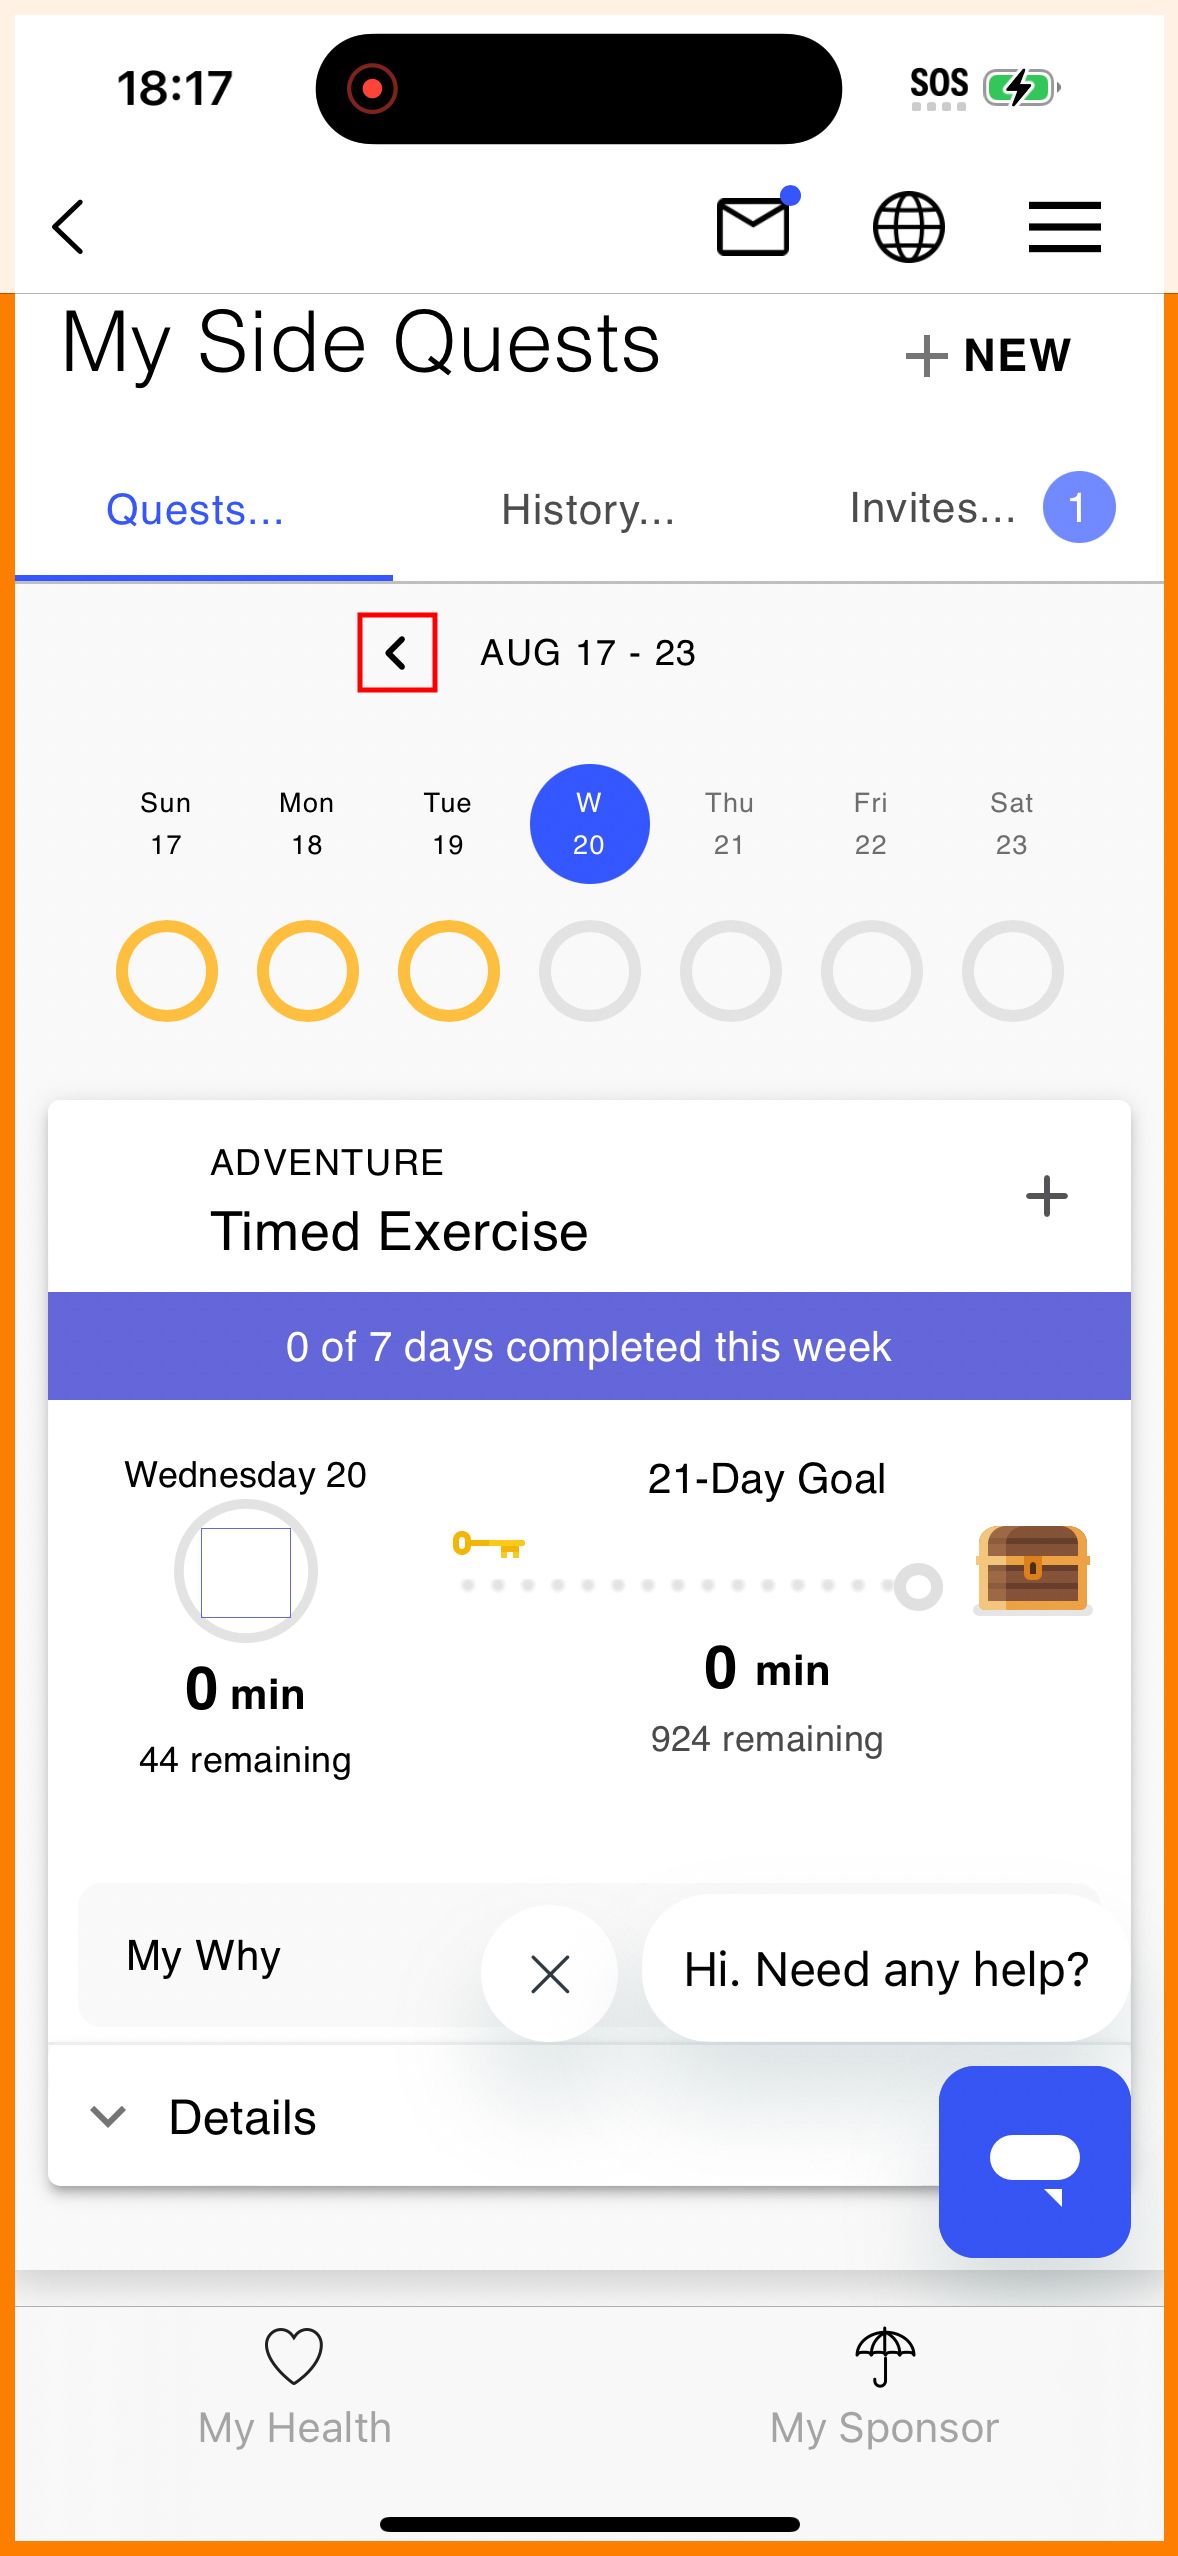 18:17
SOS
My Side Quests
NEW
Quests...
History...
Invites... 1
AUG 17 - 23
Sun Mon Tue W Thu Fri Sat
17 18 19 20 21 22 23
ADVENTURE
Timed Exercise
0 of 7 days completed this week
Wednesday 20
21-Day Goal
0 min
44 remaining
0 min
924 remaining
My Why
Hi. Need any help?
Details
My Health
My Sponsor